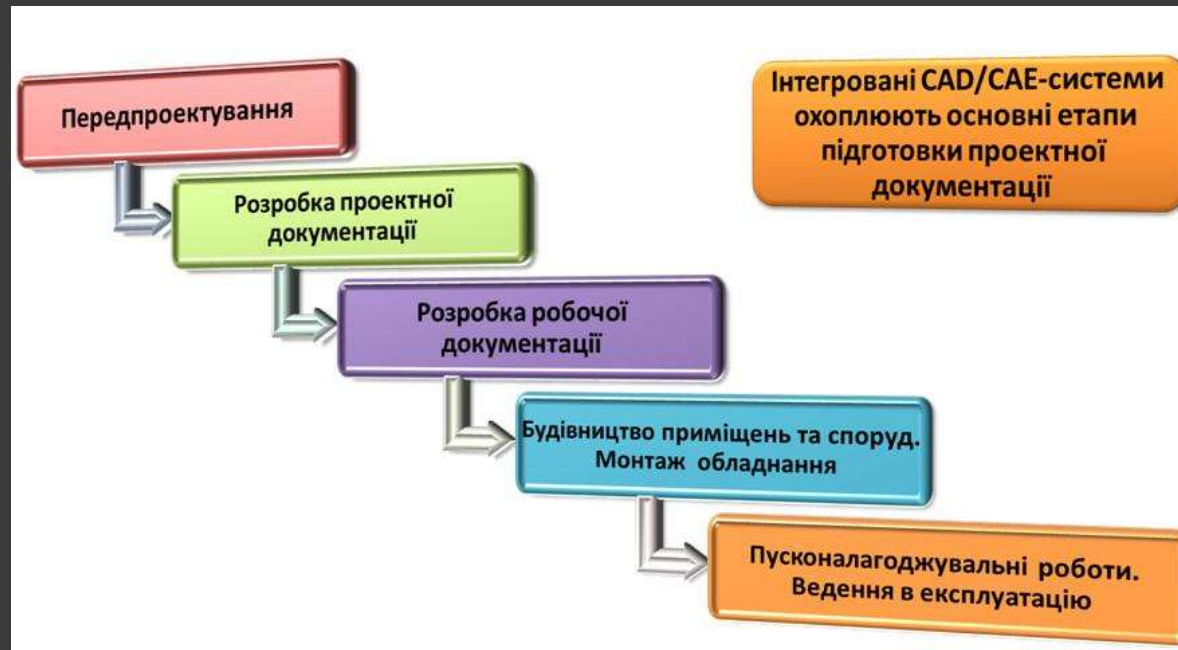 Передпроектування
Розробка проектної
документації
Розробка робочої
документації
Будівництво приміщень та споруд.
Монтаж обладнання
Пусконалагоджувальні роботи.
Ведення в експлуатацію
Інтегровані CAD/CAE-системи
охоплюють основні етапи
підготовки проектної
документації